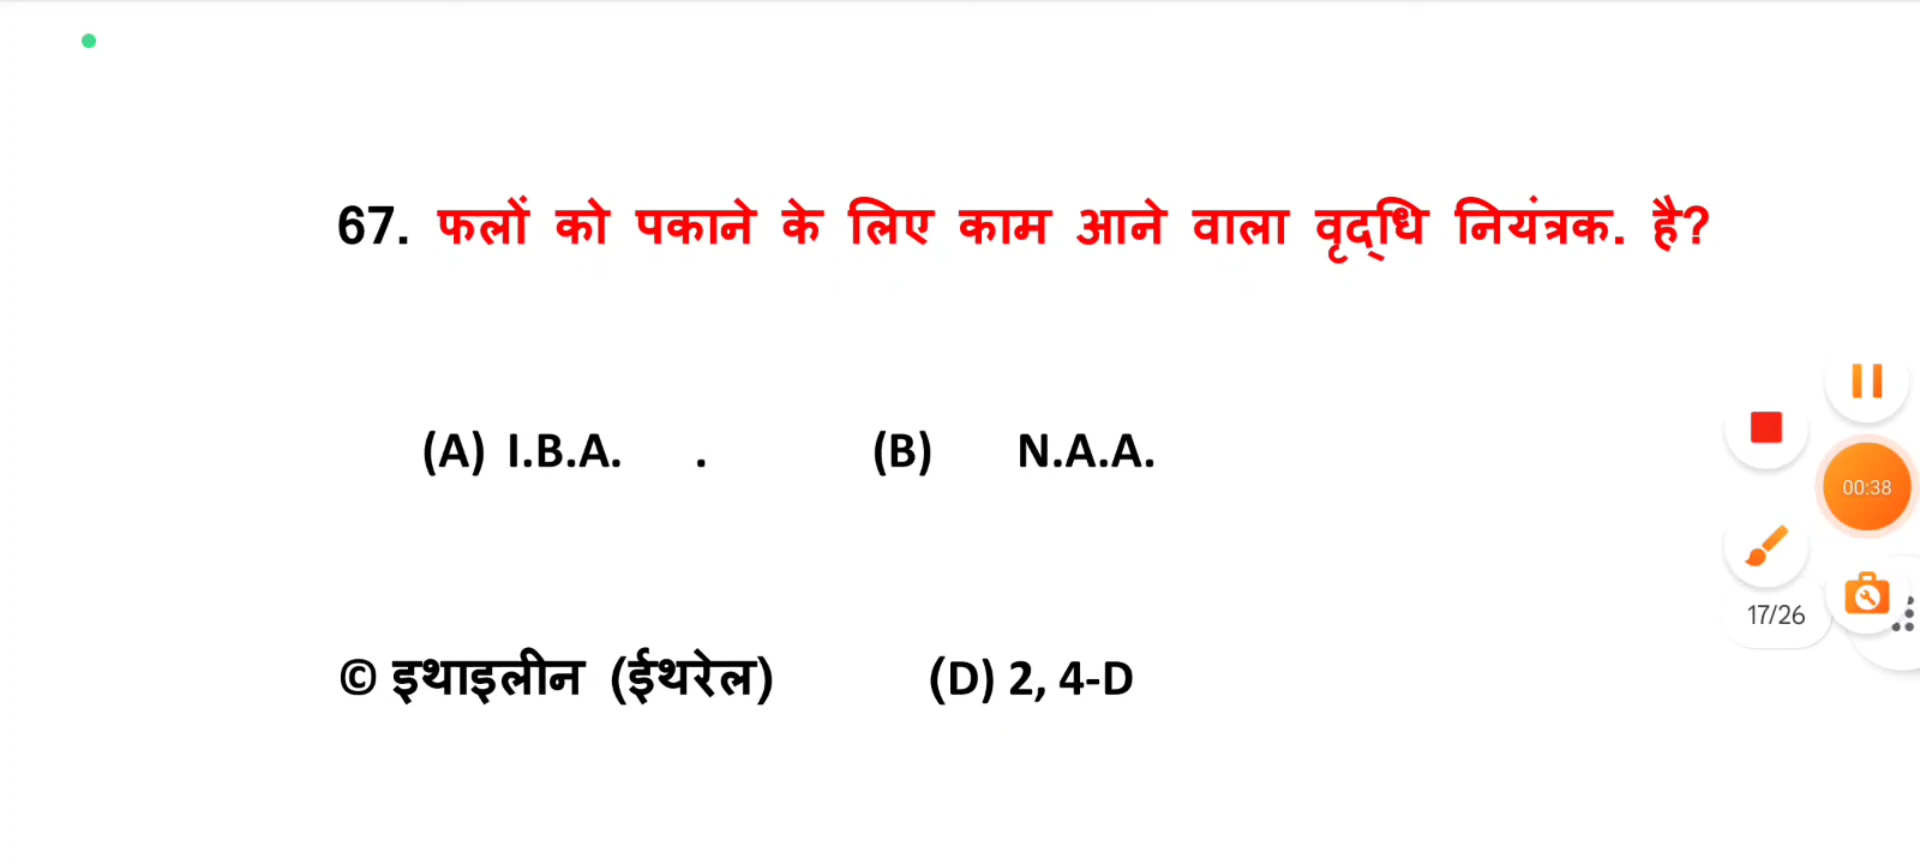 67. फलों को पकाने के लिए काम आने वाला वृद्‌धि नियंत्रक. है?
(A) I.B.A. . (B) N.A.A.
00:38
17/26
© इथाइलीन (ईथरेल) (D) 2, 4-D